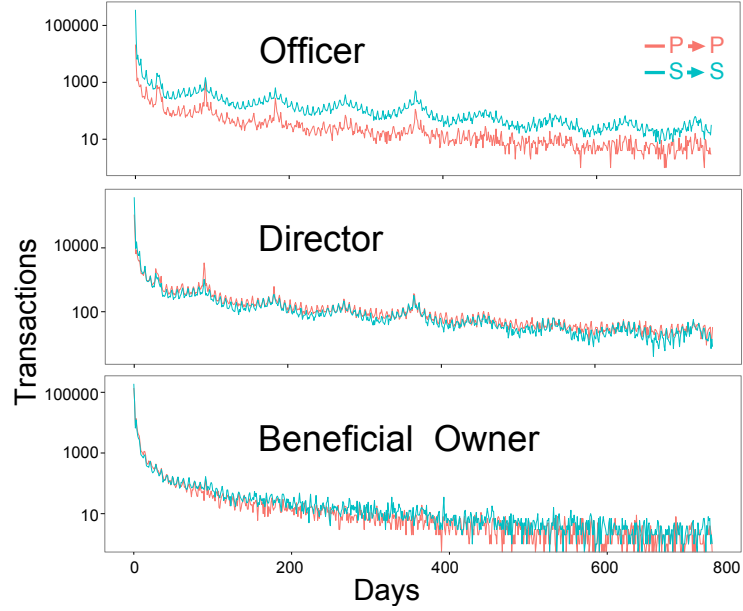 Officer
P → P
S → S
100000
1000
10
Director
10000
100
Beneficial Owner
100000
1000
10
Transactions
0 200 400 600 800
Days